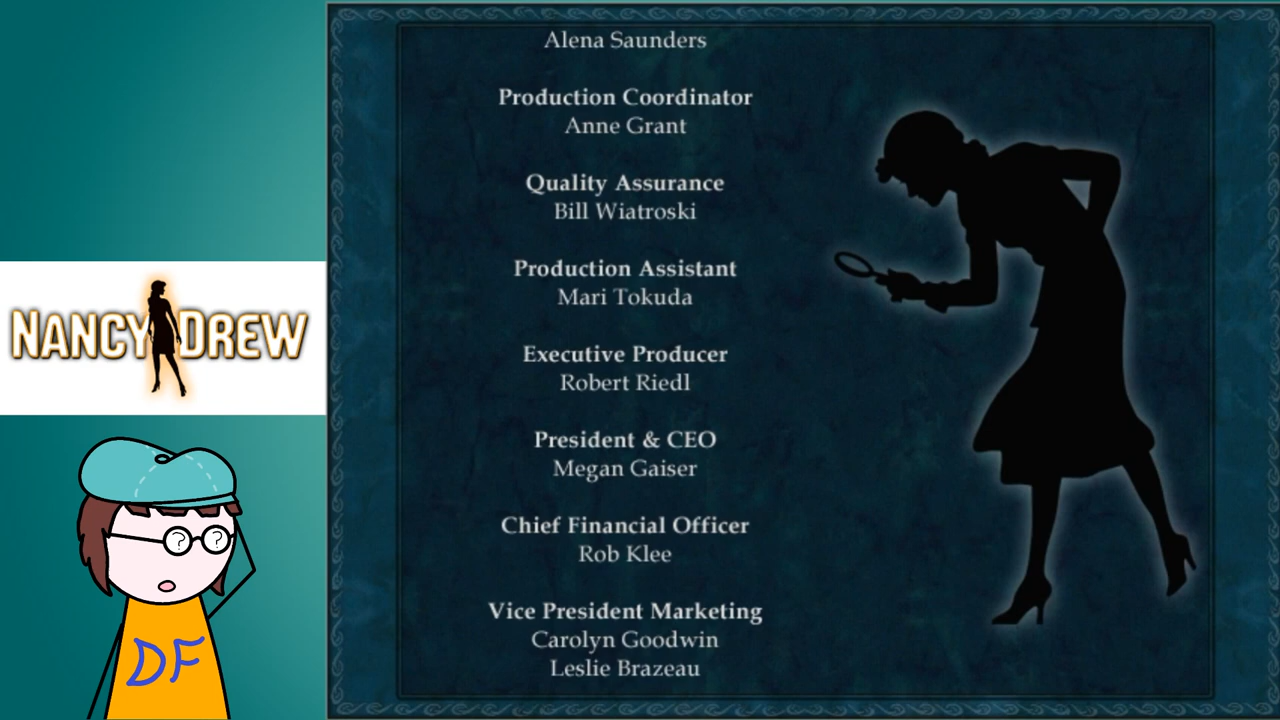 Alena Saunders
Production Coordinator
Anne Grant
Quality Assurance
Bill Wiatroski
Production Assistant
Mari Tokuda
Executive Producer
Robert Riedl
President & CEO
Megan Gaiser
Chief Financial Officer
Rob Klee
Vice President Marketing
Carolyn Goodwin
Leslie Brazeau
NANCY DREW
? ?
DF